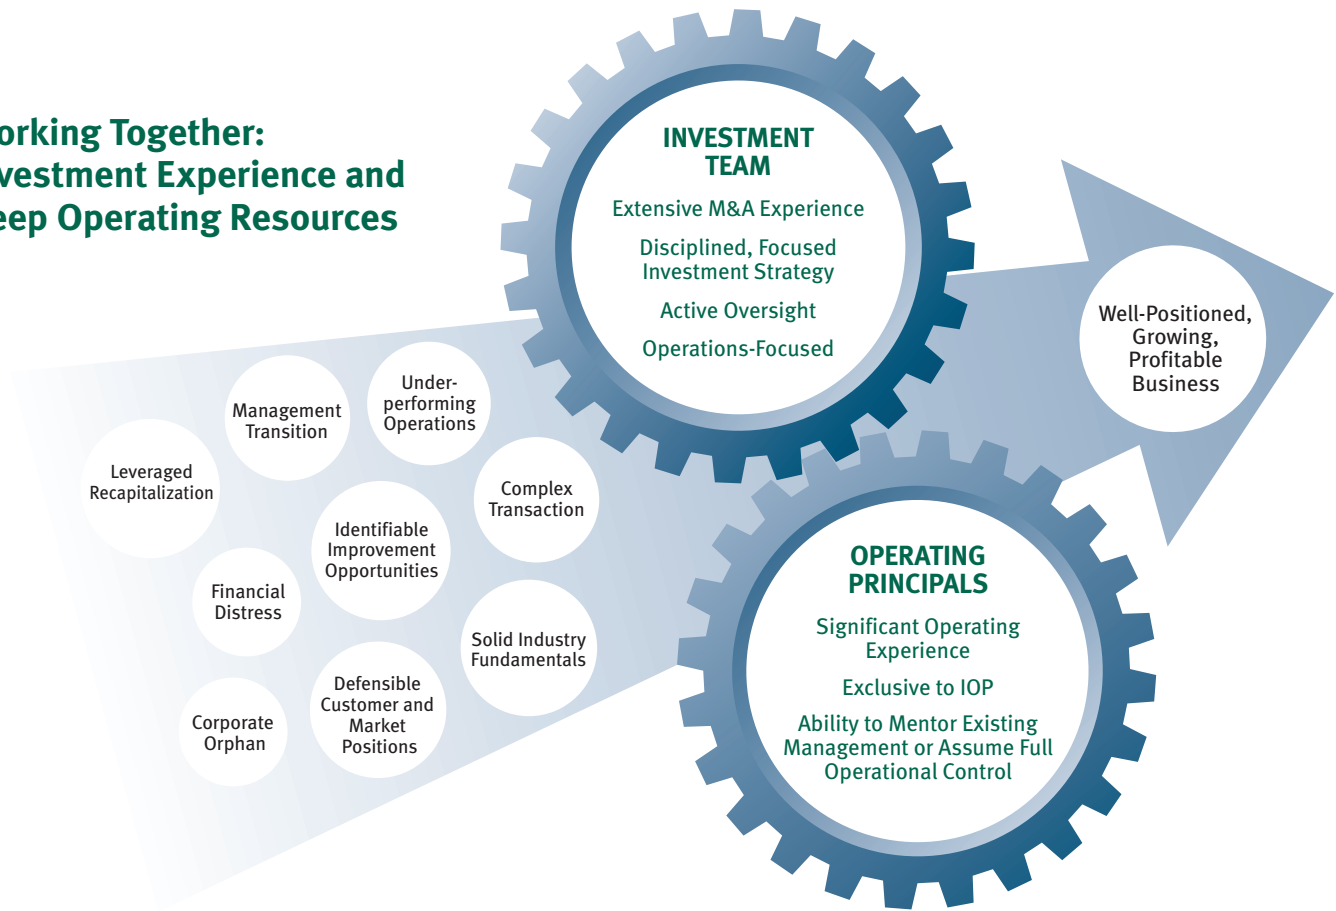 orking Together:
vestment Experience and
eep Operating Resources
INVESTMENT
TEAM
Extensive M&A Experience
Disciplined, Focused
Investment Strategy
Active Oversight
Operations-Focused
Well-Positioned,
Growing,
Profitable
Business
Under-
performing
Operations
Management
Transition
Leveraged
Recapitalization
Complex
Transaction
Identifiable
Improvement
Opportunities
Financial
Distress
Solid Industry
Fundamentals
Defensible
Customer and
Market
Positions
Corporate
Orphan
OPERATING
PRINCIPALS
Significant Operating
Experience
Exclusive to IOP
Ability to Mentor Existing
Management or Assume Full
Operational Control